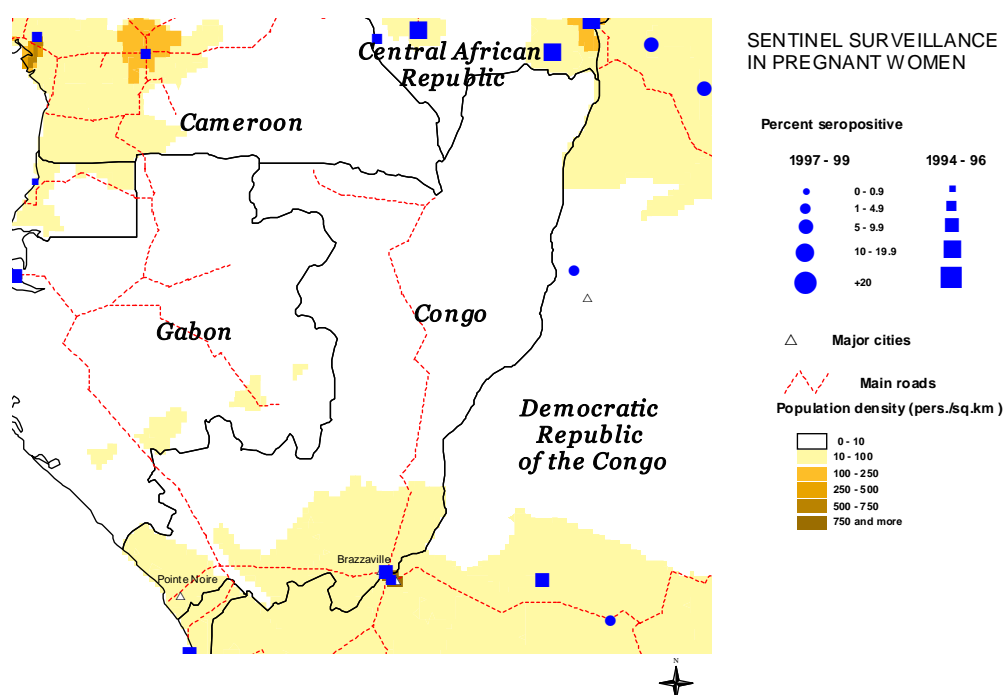 SENTINEL SURVEILLANCE
IN PREGNANT WOMEN
Central African
Republic
Cameroon
Percent seropositive
1997 - 99
1994 - 96
0 - 0.9
1 - 4.9
5 - 9.9
10 - 19.9
+20
Gabon
Congo
Major cities
Main roads
Democratic
Republic
of the Congo
Population density (pers./sq.km )
0 - 10
10 - 100
100 - 250
250 - 500
500 - 750
750 and more
Brazzaville
Pointe Noire
N